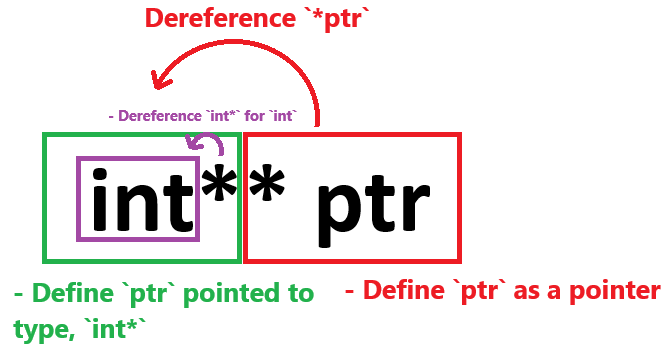 Dereference `*ptr`
- Dereference `int*` for `int`
int** ptr
- Define `ptr` pointed to
type, `int*`
- Define `ptr` as a pointer